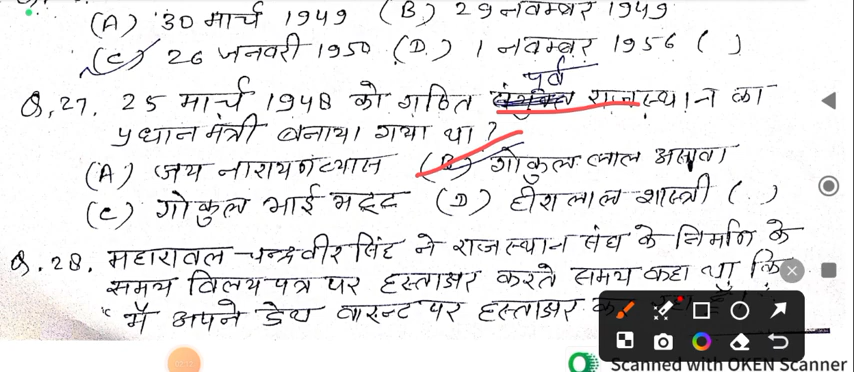 (A) 30 मार्च 1949 (B) 29 नवम्बर 1949
(C) 26 जनवरी 1950 (D) 1 नवम्बर 1956 ( )
पूर्व
Q.27. 25 मार्च 1948 को गठित संयुक्त राजस्थान का
प्रधानमंत्री बनाया गया था ?
(A) जय नारायण व्यास (B) गोकुल लाल असावा
(C) गोकुल भाई भट्ट (D) हीरालाल शास्त्री ( )
Q.28. महारावल चन्द्रवीर सिंह ने राजस्थान संघ के निर्माण के
समय विलय पत्र पर हस्ताक्षर करते समय कहा था कि
" मैं अपने डेथ वारन्ट पर हस्ताक्षर
Scanned with OKEN Scanner